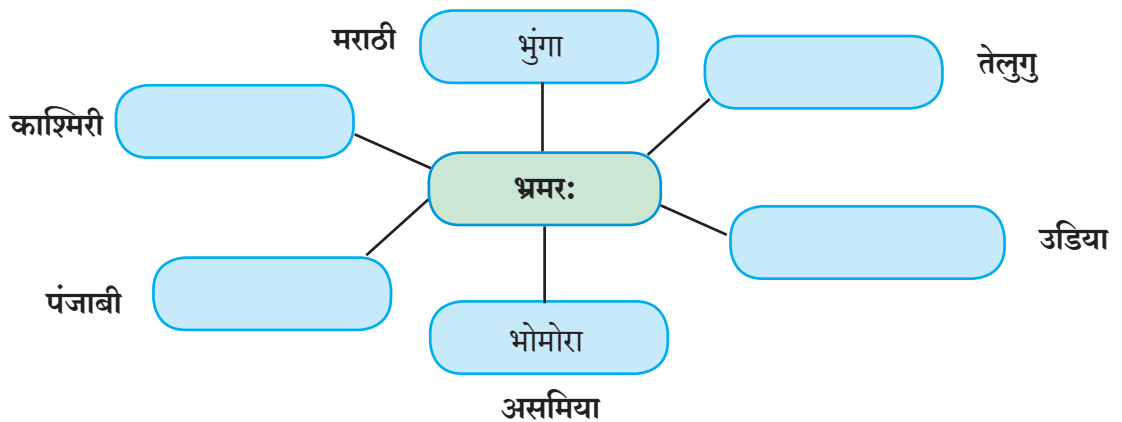 मराठी
भुंगा
तेलुगु
काश्मिरी
भ्रमर:
उडिया
पंजाबी
भोमोरा
असमिया